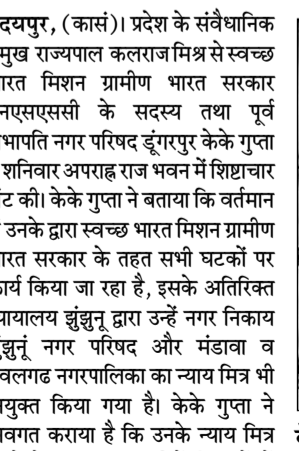 दयपुर, (कासं)। प्रदेश के संवैधानिक
मुख राज्यपाल कलराज मिश्र से स्वच्छ
ारत मिशन ग्रामीण भारत सरकार
नएसएससी के सदस्य तथा पूर्व
भापति नगर परिषद डूंगरपुर केके गुप्ता
शनिवार अपराह्न राज भवन में शिष्टाचार
ंट की। केके गुप्ता ने बताया कि वर्तमान
उनके द्वारा स्वच्छ भारत मिशन ग्रामीण
ारत सरकार के तहत सभी घटकों पर
ार्य किया जा रहा है, इसके अतिरिक्त
यायालय झुंझुनू द्वारा उन्हें नगर निकाय
ंझुनूं नगर परिषद और मंडावा व
वलगढ नगरपालिका का न्याय मित्र भी
युक्त किया गया है। केके गुप्ता ने
वगत कराया है कि उनके न्याय मित्र